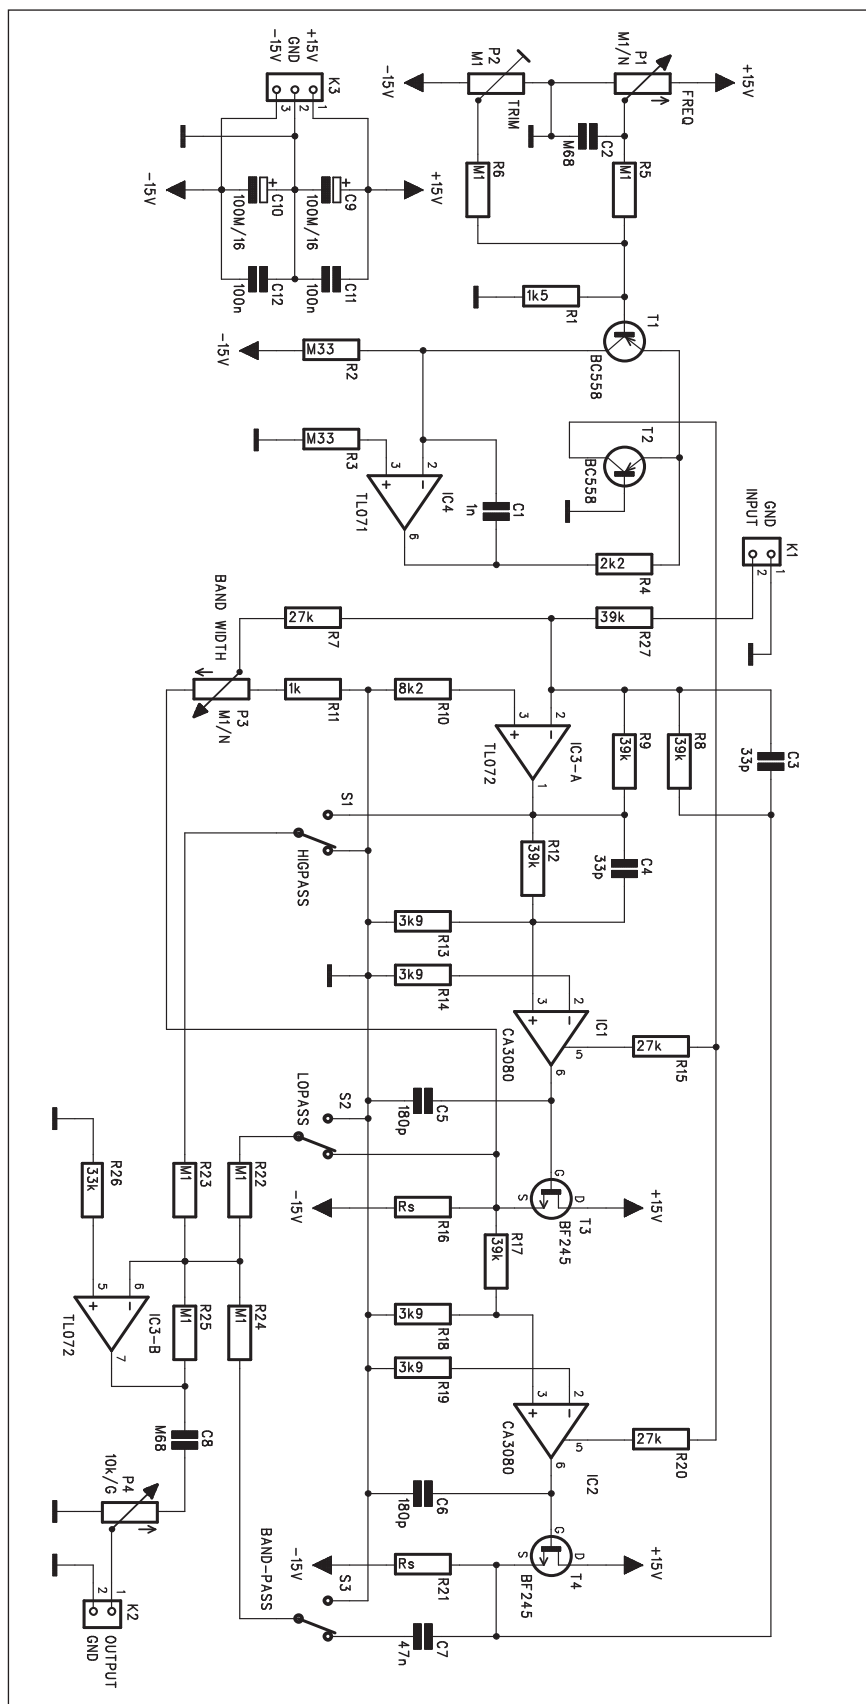 +15V
P1
M1/N
FREQ
P2
M1
TRIM
-15V
C2
M68
R5
M1
R6
M1
K3
+15V
GND
-15V
1
2
3
+15V
-15V
C9
100M/16
C10
100M/16
C11
100n
C12
100n
R1
1k5
T1
BC558
R2
M33
-15V
T2
BC558
R3
M33
IC4
2
3
6
TL071
C1
1n
R4
2k2
K1
GND
INPUT
1
2
R27
39k
R7
27k
BAND WIDTH
P3
M1/N
R11
1k
R10
8k2
IC3-A
2
3
1
TL072
R9
39k
R8
39k
C3
33p
S1
HIGPASS
R12
39k
C4
33p
R13
3k9
R14
3k9
IC1
2
3
5
6
CA3080
R15
27k
C5
180p
S2
LOPASS
T3
BF245
G
S
D
+15V
R16
Rs
-15V
R17
39k
R22
M1
R23
M1
R26
33k
R24
M1
R25
M1
IC3-B
6
5
7
TL072
R18
3k9
R19
3k9
IC2
2
3
5
6
CA3080
R20
27k
C6
180p
T4
BF245
G
S
D
+15V
R21
Rs
-15V
S3
BAND-PASS
C7
47n
C8
M68
P4
10k/G
K2
1
2
OUTPUT
GND